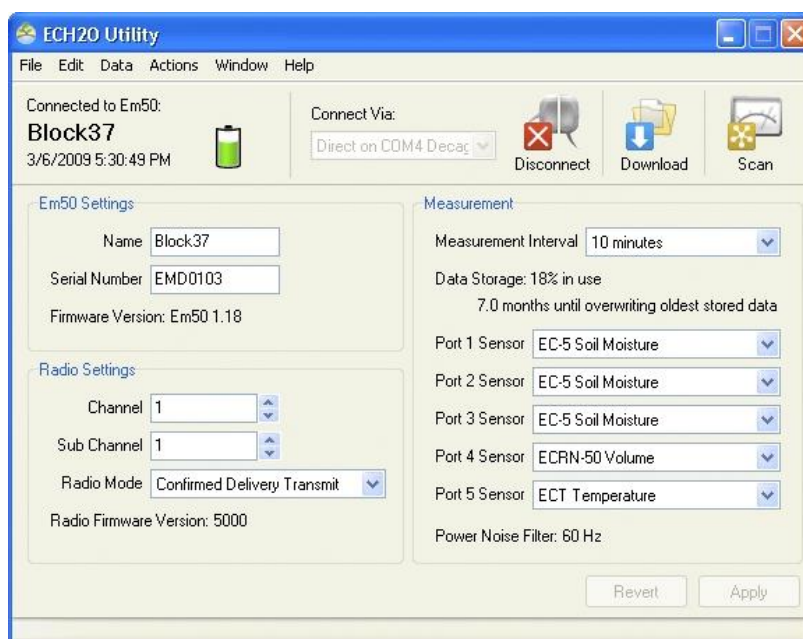 ECH2O Utility
File Edit Data Actions Window Help
Connected to Em50:
Block37
3/6/2009 5:30:49 PM
Connect Via:
Direct on COM4 Decag
Disconnect
Download
Scan
Em50 Settings
Name Block37
Serial Number EMD0103
Firmware Version: Em50 1.18
Radio Settings
Channel 1
Sub Channel 1
Radio Mode Confirmed Delivery Transmit
Radio Firmware Version: 5000
Measurement
Measurement Interval 10 minutes
Data Storage: 18% in use
7.0 months until overwriting oldest stored data
Port 1 Sensor EC-5 Soil Moisture
Port 2 Sensor EC-5 Soil Moisture
Port 3 Sensor EC-5 Soil Moisture
Port 4 Sensor ECRN-50 Volume
Port 5 Sensor ECT Temperature
Power Noise Filter: 60 Hz
Revert
Apply